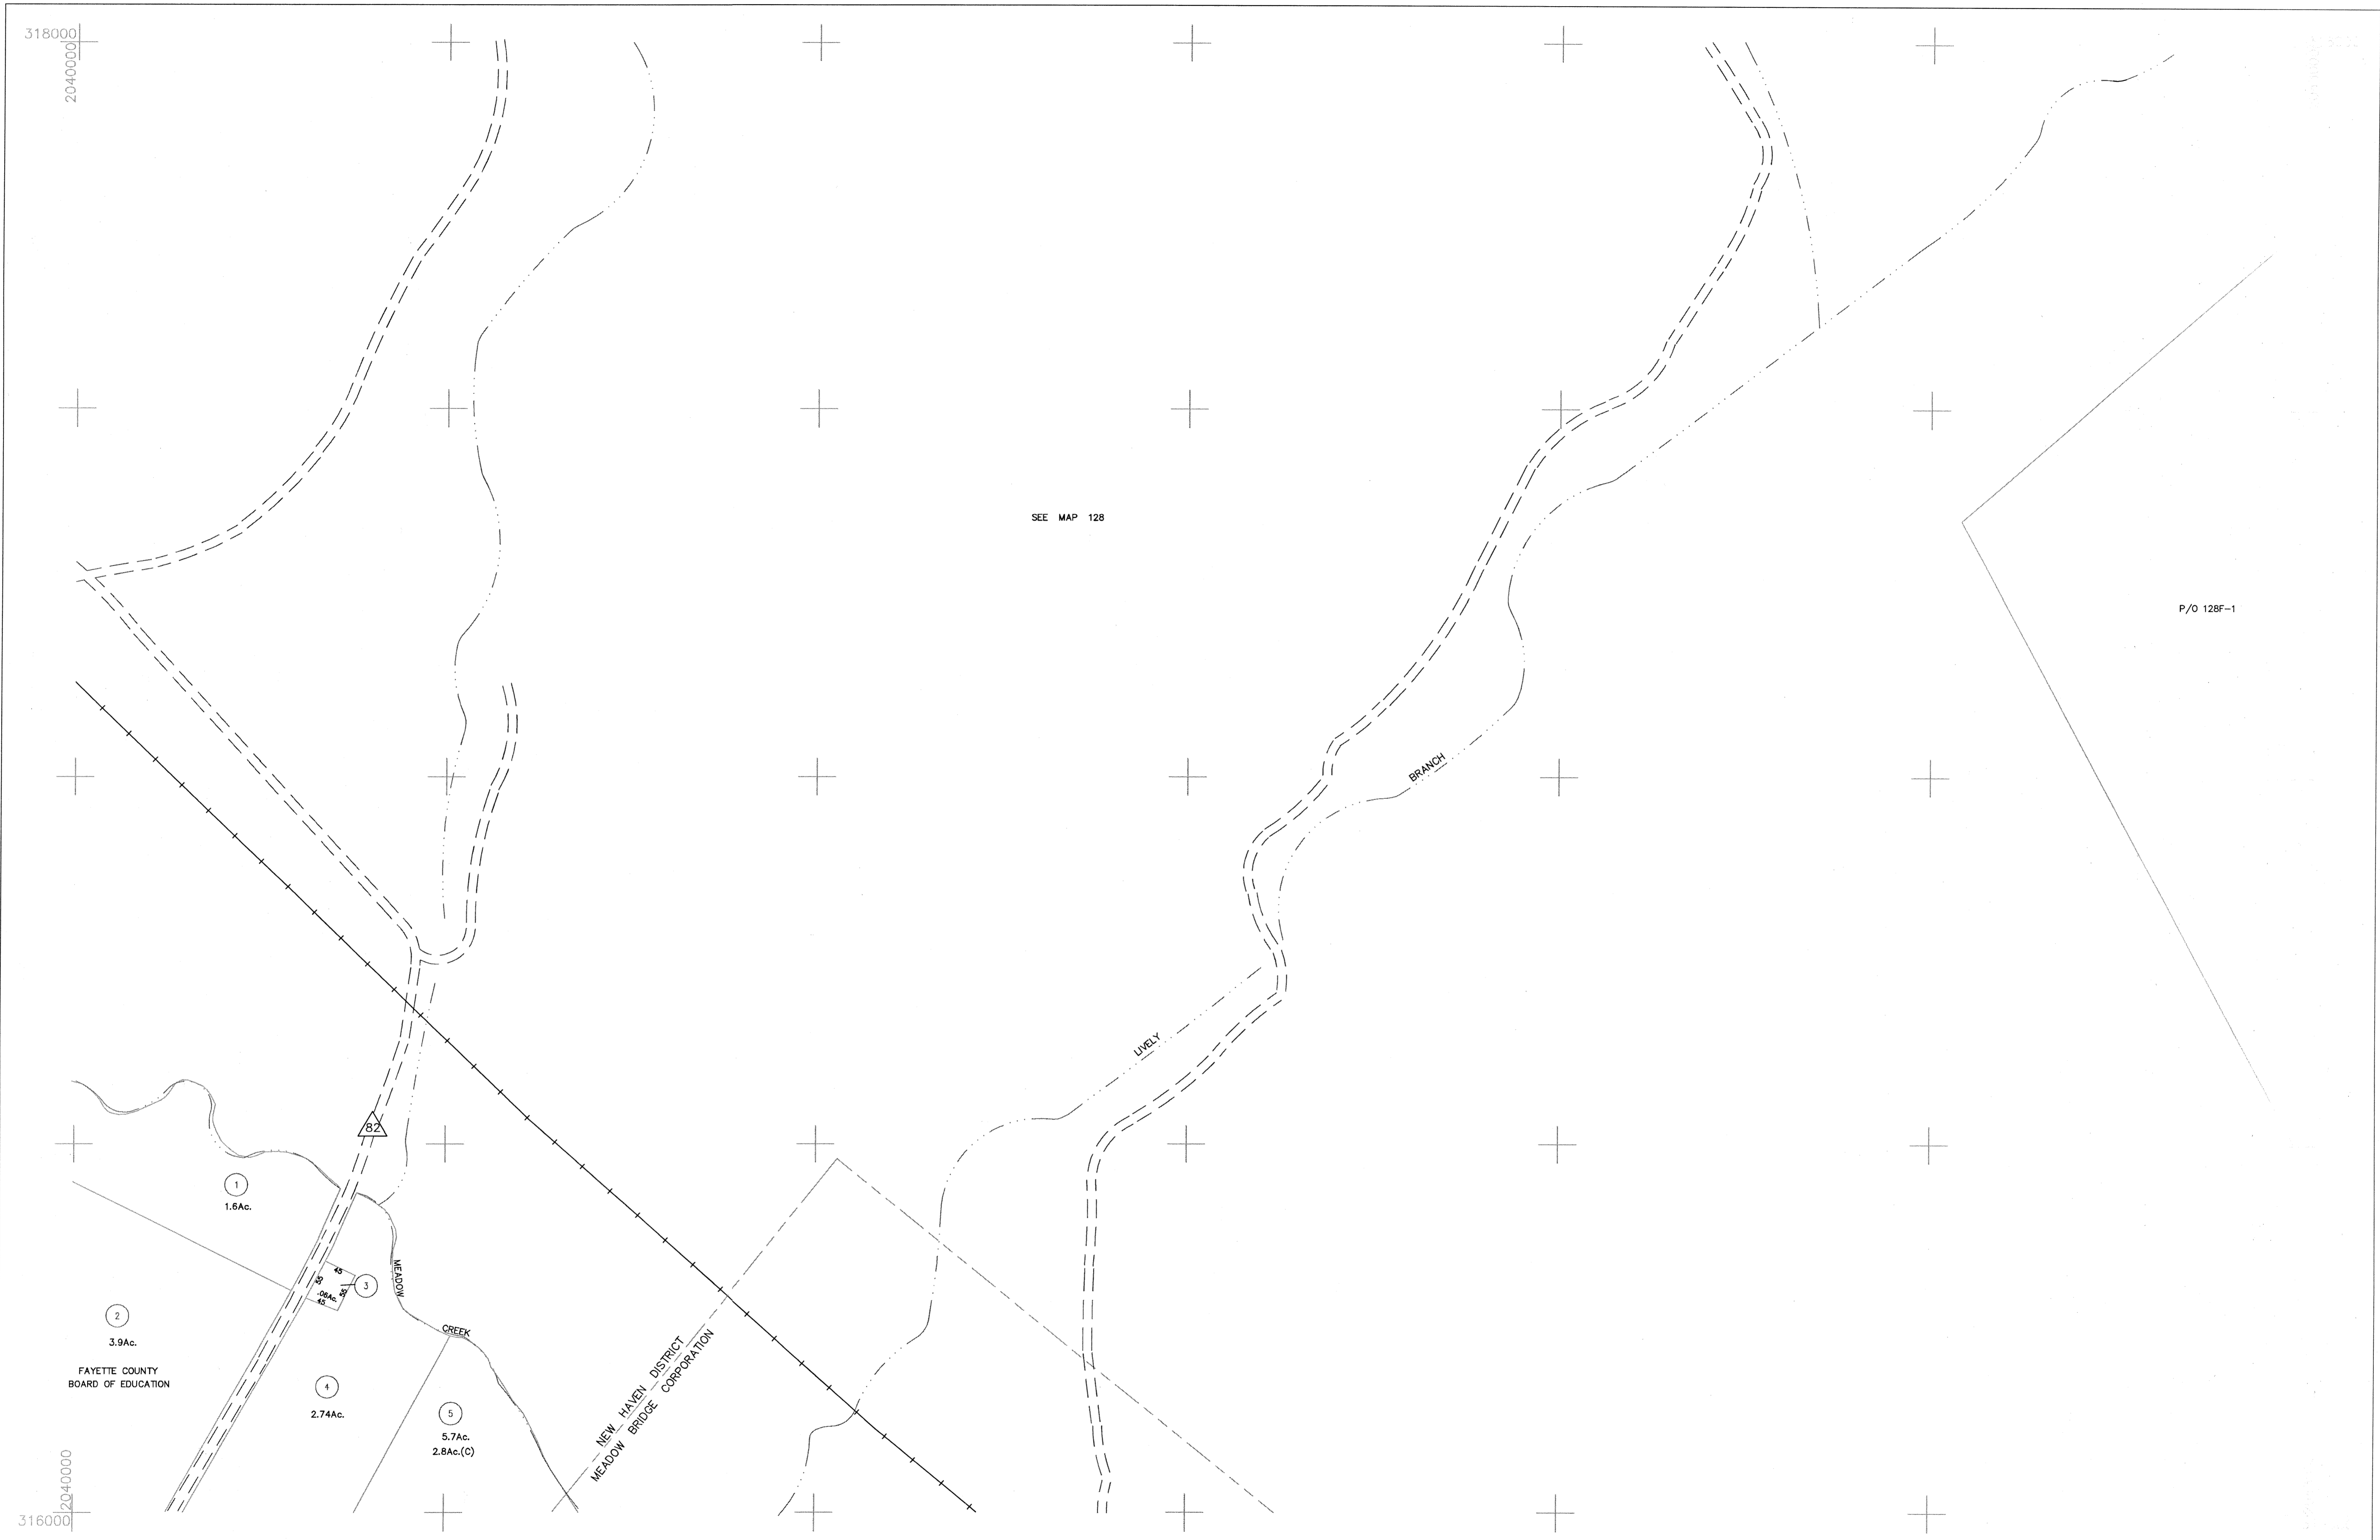 318000
2040000
SEE MAP 128
P/O 128F-1
BRANCH
LIVELY
82
1
1.6Ac.
45
55
3
.06Ac.
55
45
MEADOW
CREEK
2
3.9Ac.
FAYETTE COUNTY
BOARD OF EDUCATION
4
2.74Ac.
5
5.7Ac.
2.8Ac.(C)
NEW HAVEN DISTRICT
MEADOW BRIDGE CORPORATION
2040000
316000